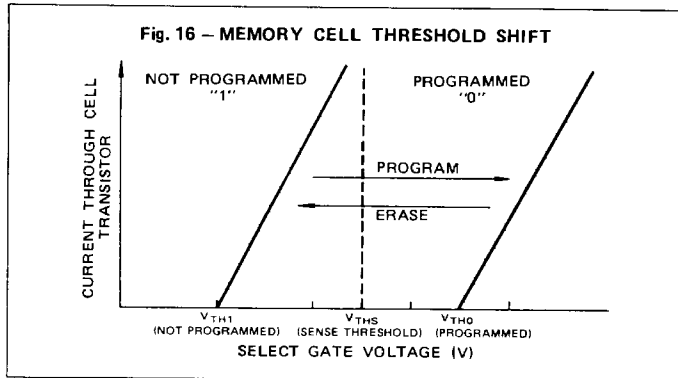 Fig. 16 – MEMORY CELL THRESHOLD SHIFT
NOT PROGRAMMED
"1"
PROGRAMMED
"0"
PROGRAM
ERASE
CURRENT THROUGH CELL
TRANSISTOR
VTH1
(NOT PROGRAMMED)
VTHS
(SENSE THRESHOLD)
VTH0
(PROGRAMMED)
SELECT GATE VOLTAGE (V)